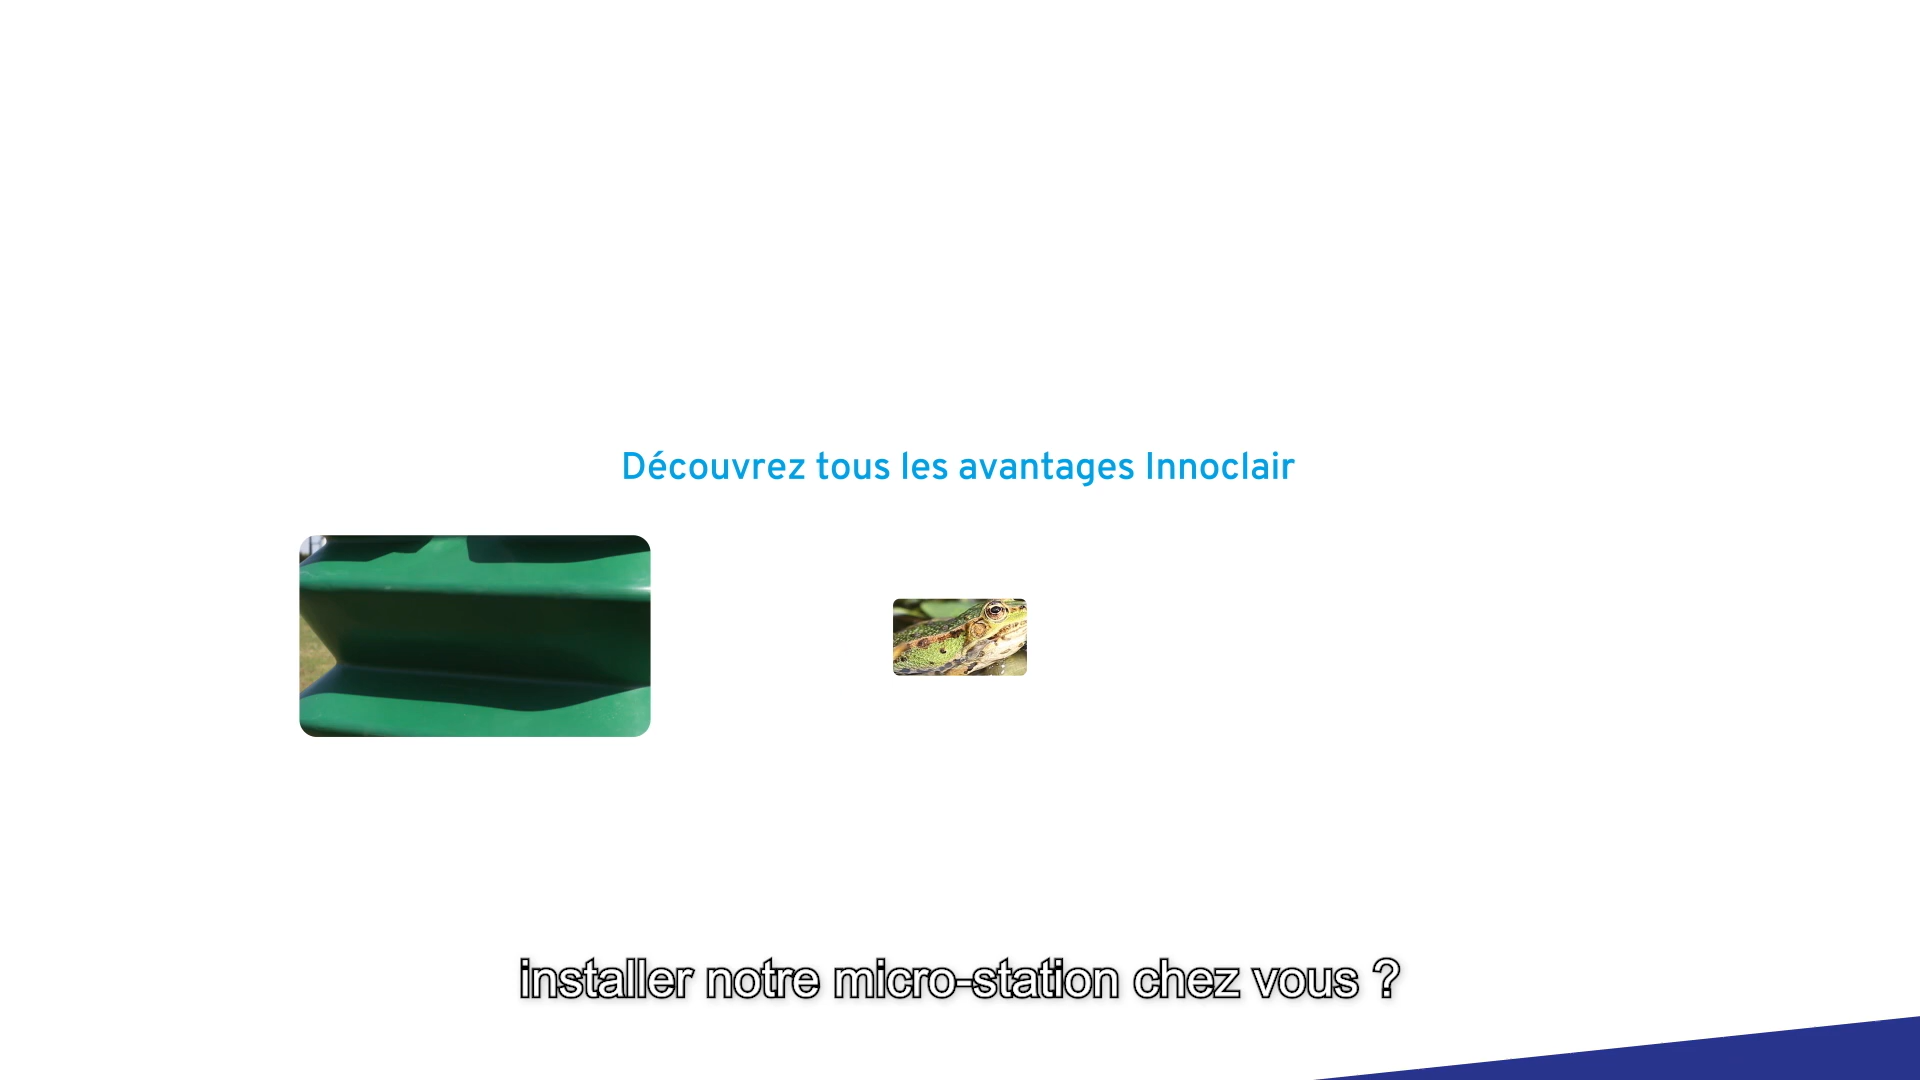 Découvrez tous les avantages Innoclair
installer notre micro-station chez vous ?